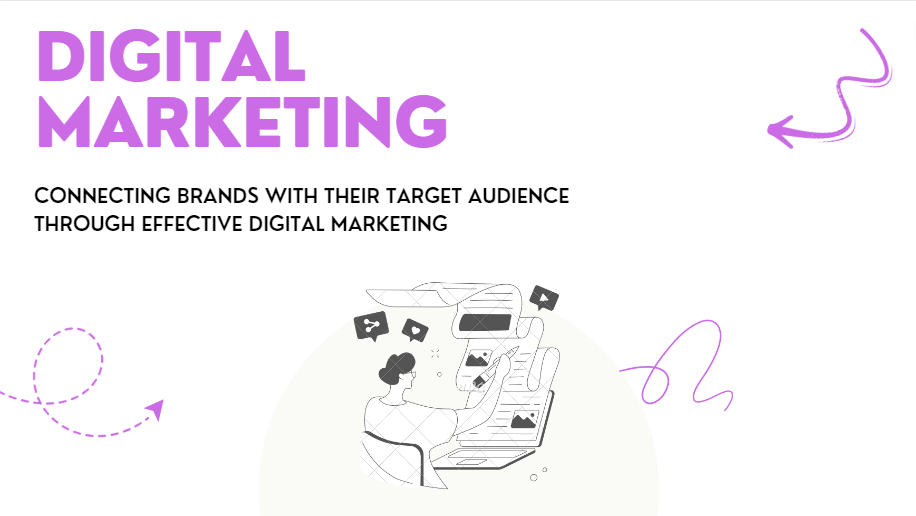 DIGITAL
MARKETING
CONNECTING BRANDS WITH THEIR TARGET AUDIENCE
THROUGH EFFECTIVE DIGITAL MARKETING